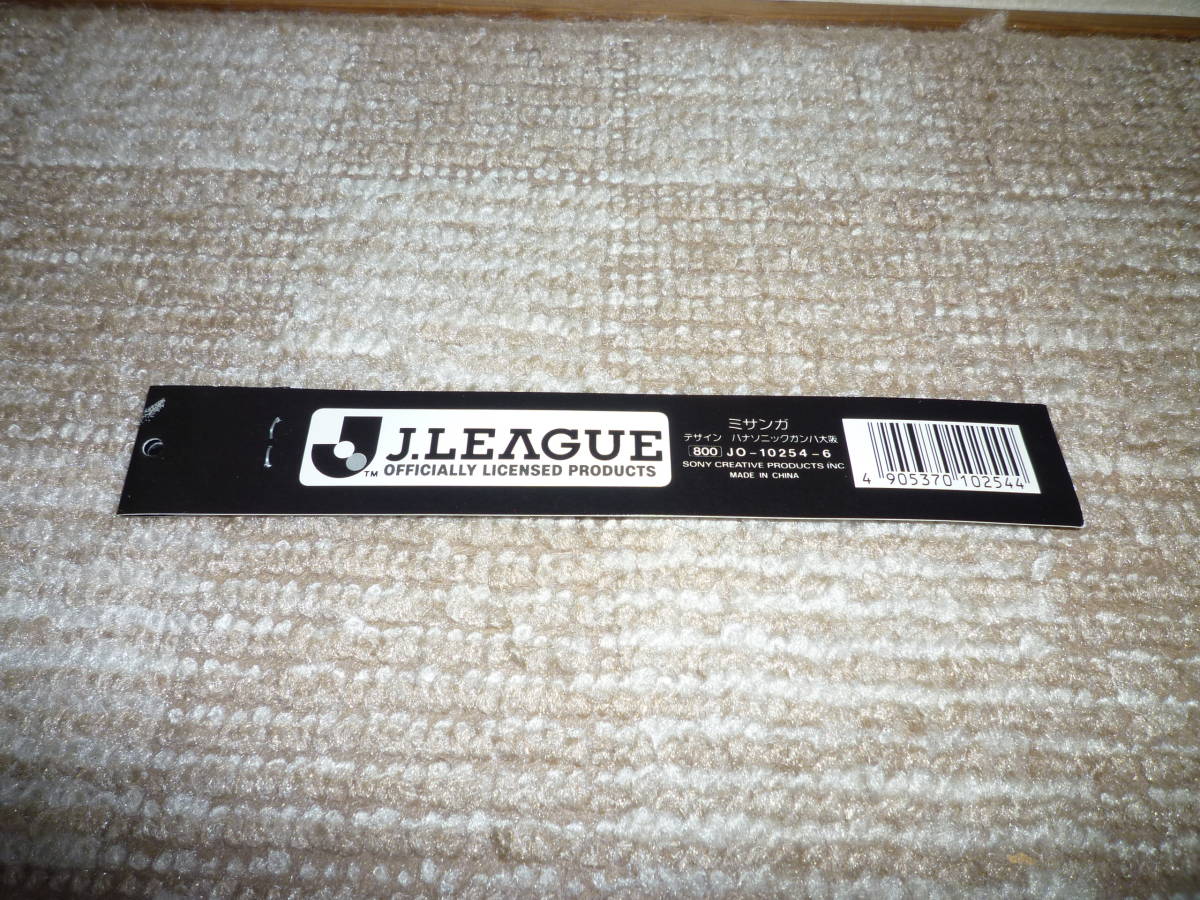 J.LEAGUE
TM OFFICIALLY LICENSED PRODUCTS
ミサンガ
デザイン パナソニックガンバ大阪
800 JO-10254-6
SONY CREATIVE PRODUCTS INC
MADE IN CHINA
4 905370 102544